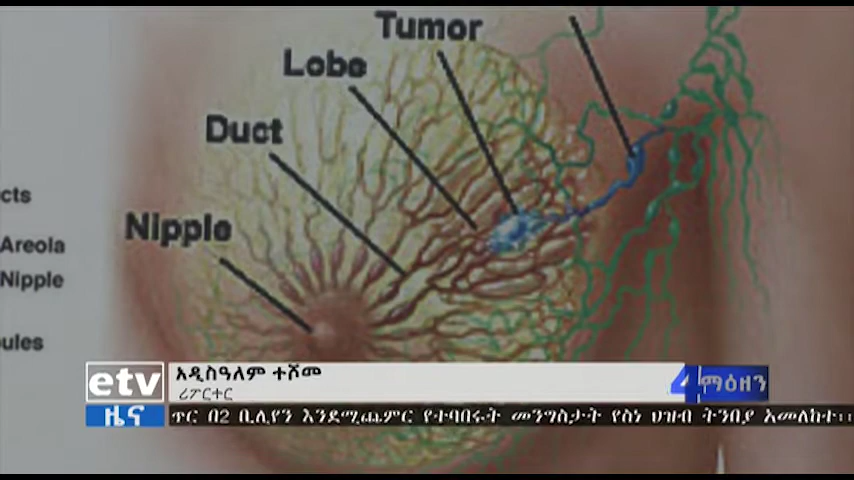 Tumor
Lobe
Duct
cts
Nipple
Areola
Nipple
ules
etv
ዜና
አዲስዓለም ተሾመ
ሪፖርተር
4 ማዕዘን
ጥር በ2 ቢሊየን እንደሚጨምር የተባበሩት መንግስታት የስነ ህዝብ ትንበያ አመለከተ፡፡